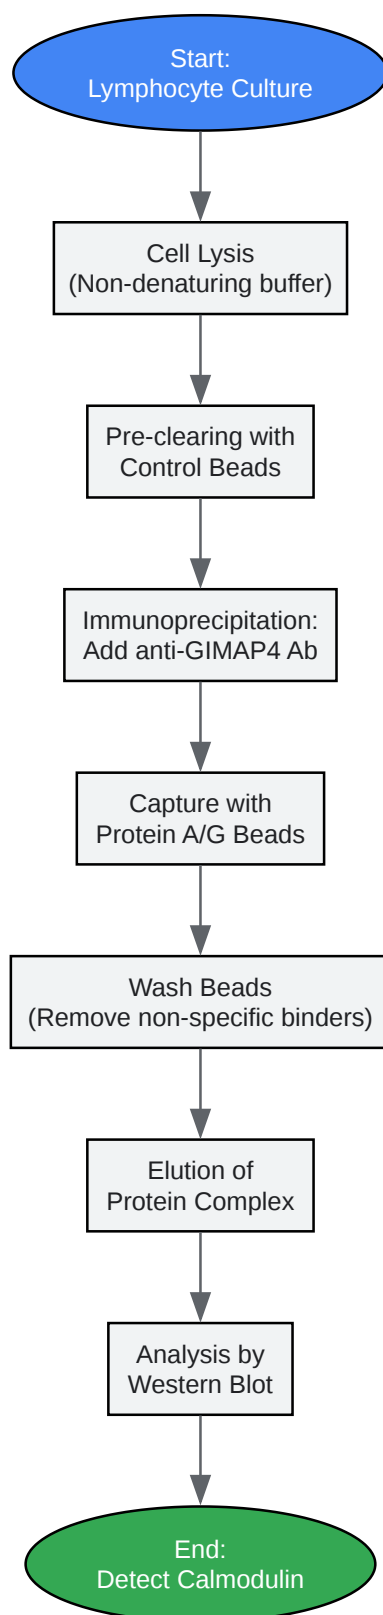 Start:
Lymphocyte Culture
Cell Lysis
(Non-denaturing buffer)
Pre-clearing with
Control Beads
Immunoprecipitation:
Add anti-GIMAP4 Ab
Capture with
Protein A/G Beads
Wash Beads
(Remove non-specific binders)
Elution of
Protein Complex
Analysis by
Western Blot
End:
Detect Calmodulin